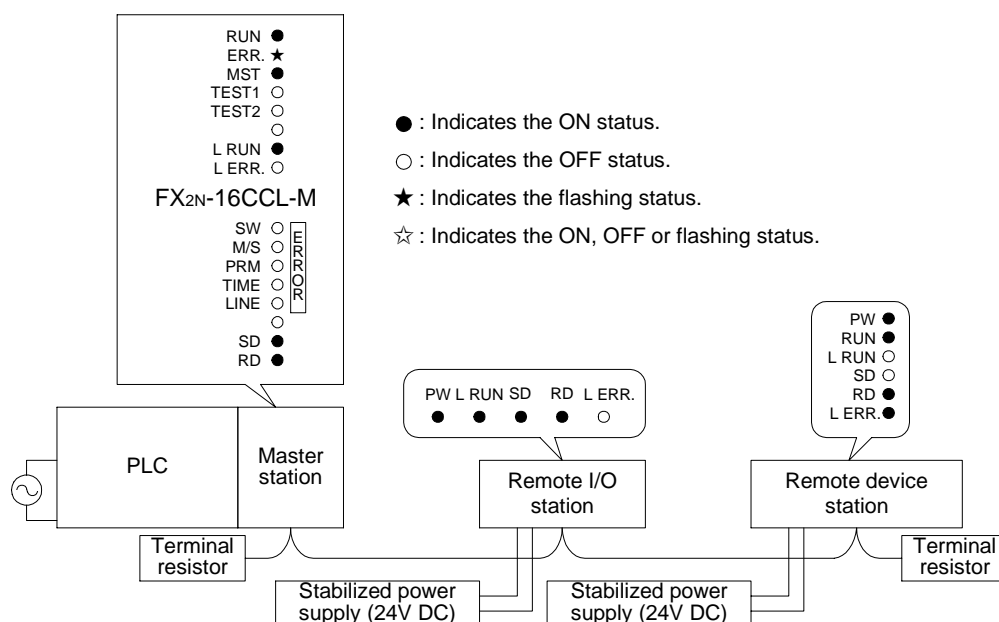 RUN ●
ERR. ★
MST ●
TEST1 ○
TEST2 ○
○
L RUN ●
L ERR. ○
FX2N-16CCL-M
SW ○
M/S ○
PRM ○
TIME ○
LINE ○
ERROR
○
SD ●
RD ●
● : Indicates the ON status.
○ : Indicates the OFF status.
★ : Indicates the flashing status.
☆ : Indicates the ON, OFF or flashing status.
PW L RUN SD RD L ERR.
● ● ● ● ○
PW ●
RUN ●
L RUN ○
SD ○
RD ●
L ERR. ●
PLC
Master
station
Remote I/O
station
Remote device
station
Terminal
resistor
Stabilized power
supply (24V DC)
Stabilized power
supply (24V DC)
Terminal
resistor